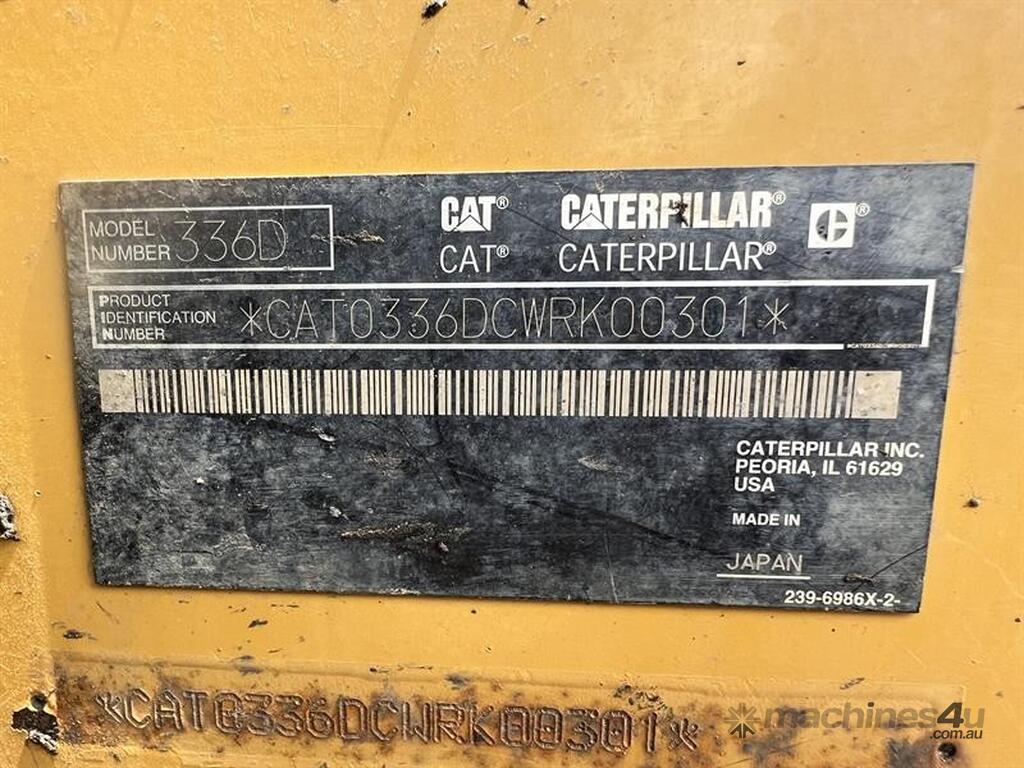 MODEL
NUMBER 336D
CAT® CATERPILLAR® C®
CAT® CATERPILLAR®
PRODUCT
IDENTIFICATION
NUMBER
*CAT0336DCWRK00301*
CATERPILLAR INC.
PEORIA, IL 61629
USA
MADE IN
JAPAN
239-6986X-2-
*CAT0336DCWRK00301*
machines4u
.com.au